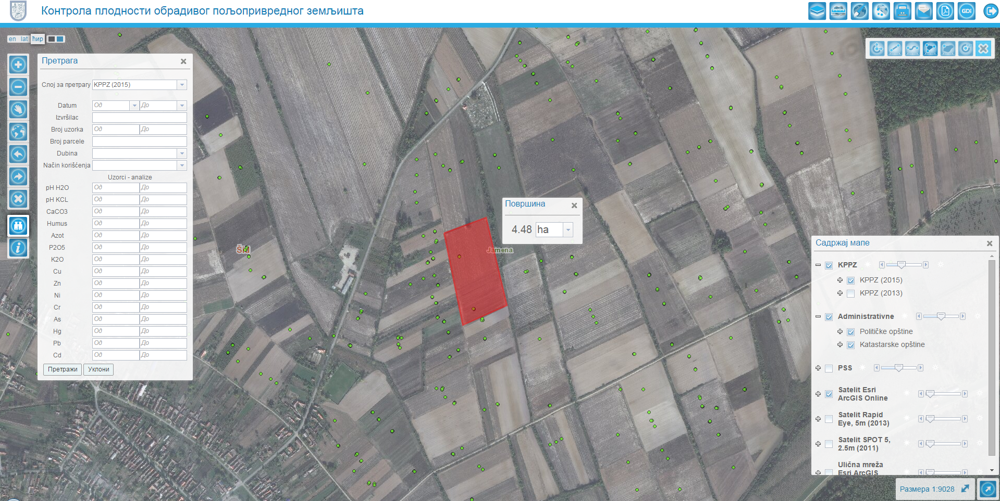 Контрола плодности обрадивог пољопривредног земљишта
GDi
en lat ћир
Претрага
Слој за претрагу KPPZ (2015)
Datum Од До
Izvršilac
Broj uzorka Од До
Broj parcele
Dubina
Način korišćenja
Uzorci - analize
pH H2O Од До
pH KCL Од До
CaCO3 Од До
Humus Од До
Azot Од До
P2O5 Од До
K2O Од До
Cu Од До
Zn Од До
Ni Од До
Cr Од До
As Од До
Hg Од До
Pb Од До
Cd Од До
Претражи Уклони
Šid
Jamena
Површина
4.48 ha
Садржај мапе
KPPZ
KPPZ (2015)
KPPZ (2013)
Administrativne
Političke opštine
Katastarske opštine
PSS
Satelit Esri
ArcGIS Online
Satelit Rapid
Eye, 5m (2013)
Satelit SPOT 5,
2.5m (2011)
Ulična mreža
Esri ArcGIS
Размера 1:9028